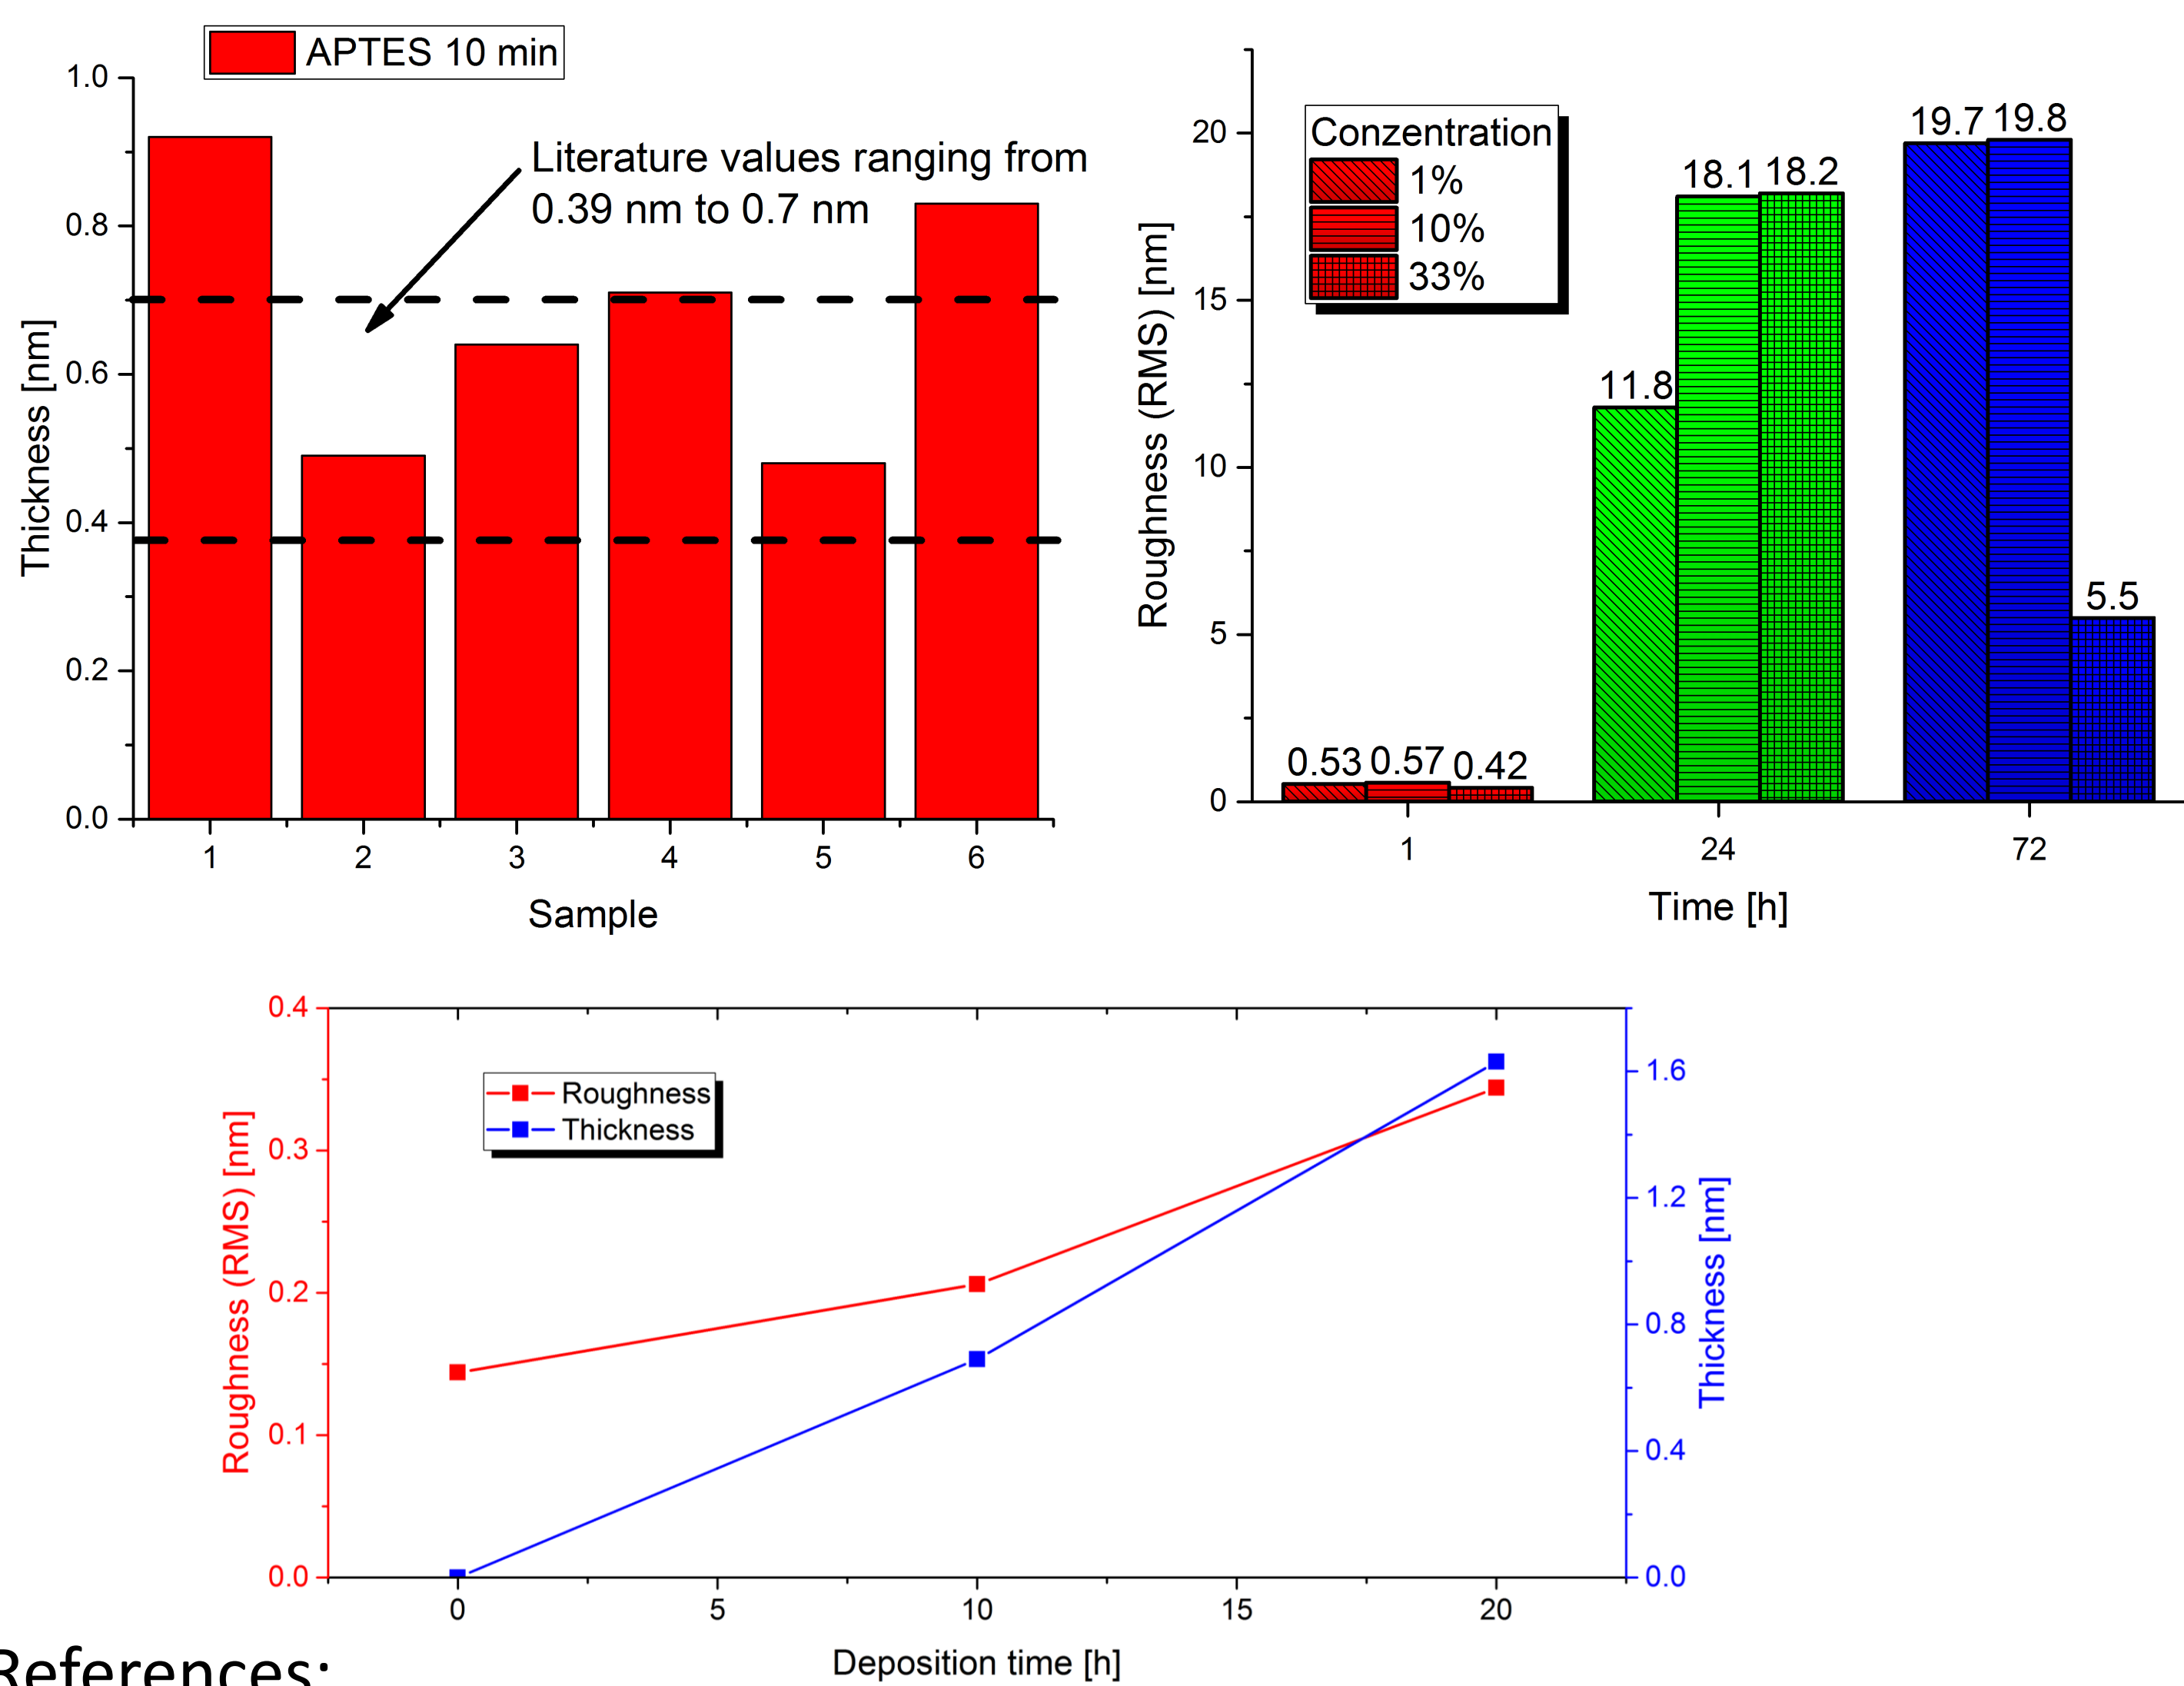 APTES 10 min
1.0
0.8
0.6
0.4
0.2
0.0
Thickness [nm]
Literature values ranging from
0.39 nm to 0.7 nm
1 2 3 4 5 6
Sample
20
15
10
5
0
Roughness (RMS) [nm]
Conzentration
1%
10%
33%
0.53 0.57 0.42
11.8 18.1 18.2
19.7 19.8 5.5
1 24 72
Time [h]
0.4
0.3
0.2
0.1
0.0
Roughness (RMS) [nm]
Roughness
Thickness
1.6
1.2
0.8
0.4
0.0
Thickness [nm]
0 5 10 15 20
Deposition time [h]
References: